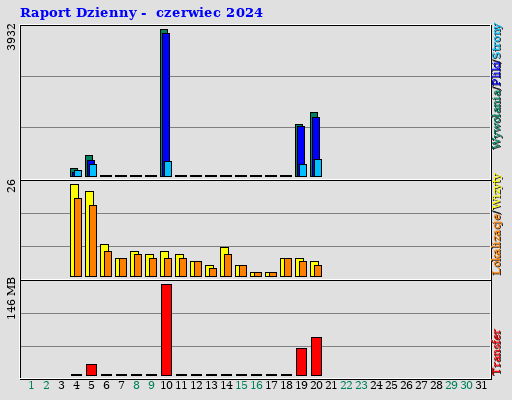 Raport Dzienny -  czerwiec 2024
3932
Wywołania/Pliki/Strony
26
Lokalizacje/Wizyty
146 MB
Transfer
1 2 3 4 5 6 7 8 9 10 11 12 13 14 15 16 17 18 19 20 21 22 23 24 25 26 27 28 29 30 31